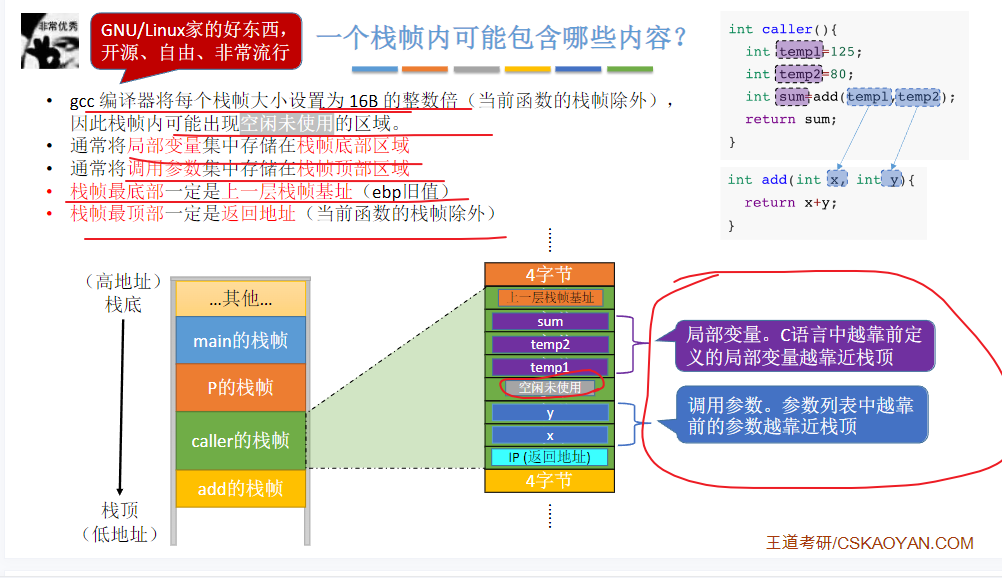 非常优秀
GNU/Linux家的好东西，
开源、自由、非常流行
一个栈帧内可能包含哪些内容？
• gcc 编译器将每个栈帧大小设置为 16B 的整数倍（当前函数的栈帧除外），
因此栈帧内可能出现空闲未使用的区域。
• 通常将局部变量集中存储在栈帧底部区域
• 通常将调用参数集中存储在栈帧顶部区域
• 栈帧最底部一定是上一层栈帧基址（ebp旧值）
• 栈帧最顶部一定是返回地址（当前函数的栈帧除外）
int caller(){
int temp1=125;
int temp2=80;
int sum=add(temp1,temp2);
return sum;
}
int add(int x, int y){
return x+y;
}
（高地址）
栈底
…其他…
main的栈帧
P的栈帧
caller的栈帧
add的栈帧
栈顶
（低地址）
4字节
上一层栈帧基址
sum
temp2
temp1
空闲未使用
y
x
IP (返回地址)
4字节
局部变量。C语言中越靠前定
义的局部变量越靠近栈顶
调用参数。参数列表中越靠
前的参数越靠近栈顶
王道考研/CSKAOYAN.COM